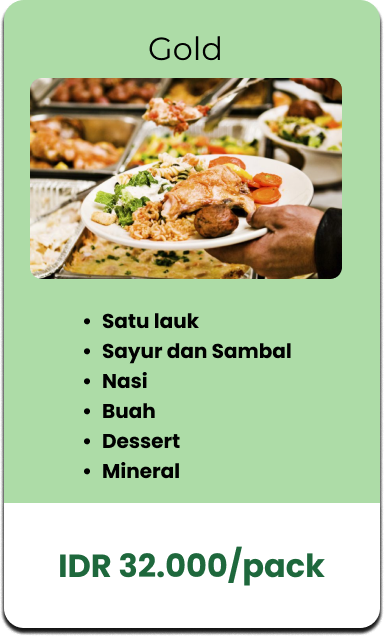 Gold
• Satu lauk
• Sayur dan Sambal
• Nasi
• Buah
• Dessert
• Mineral
IDR 32.000/pack